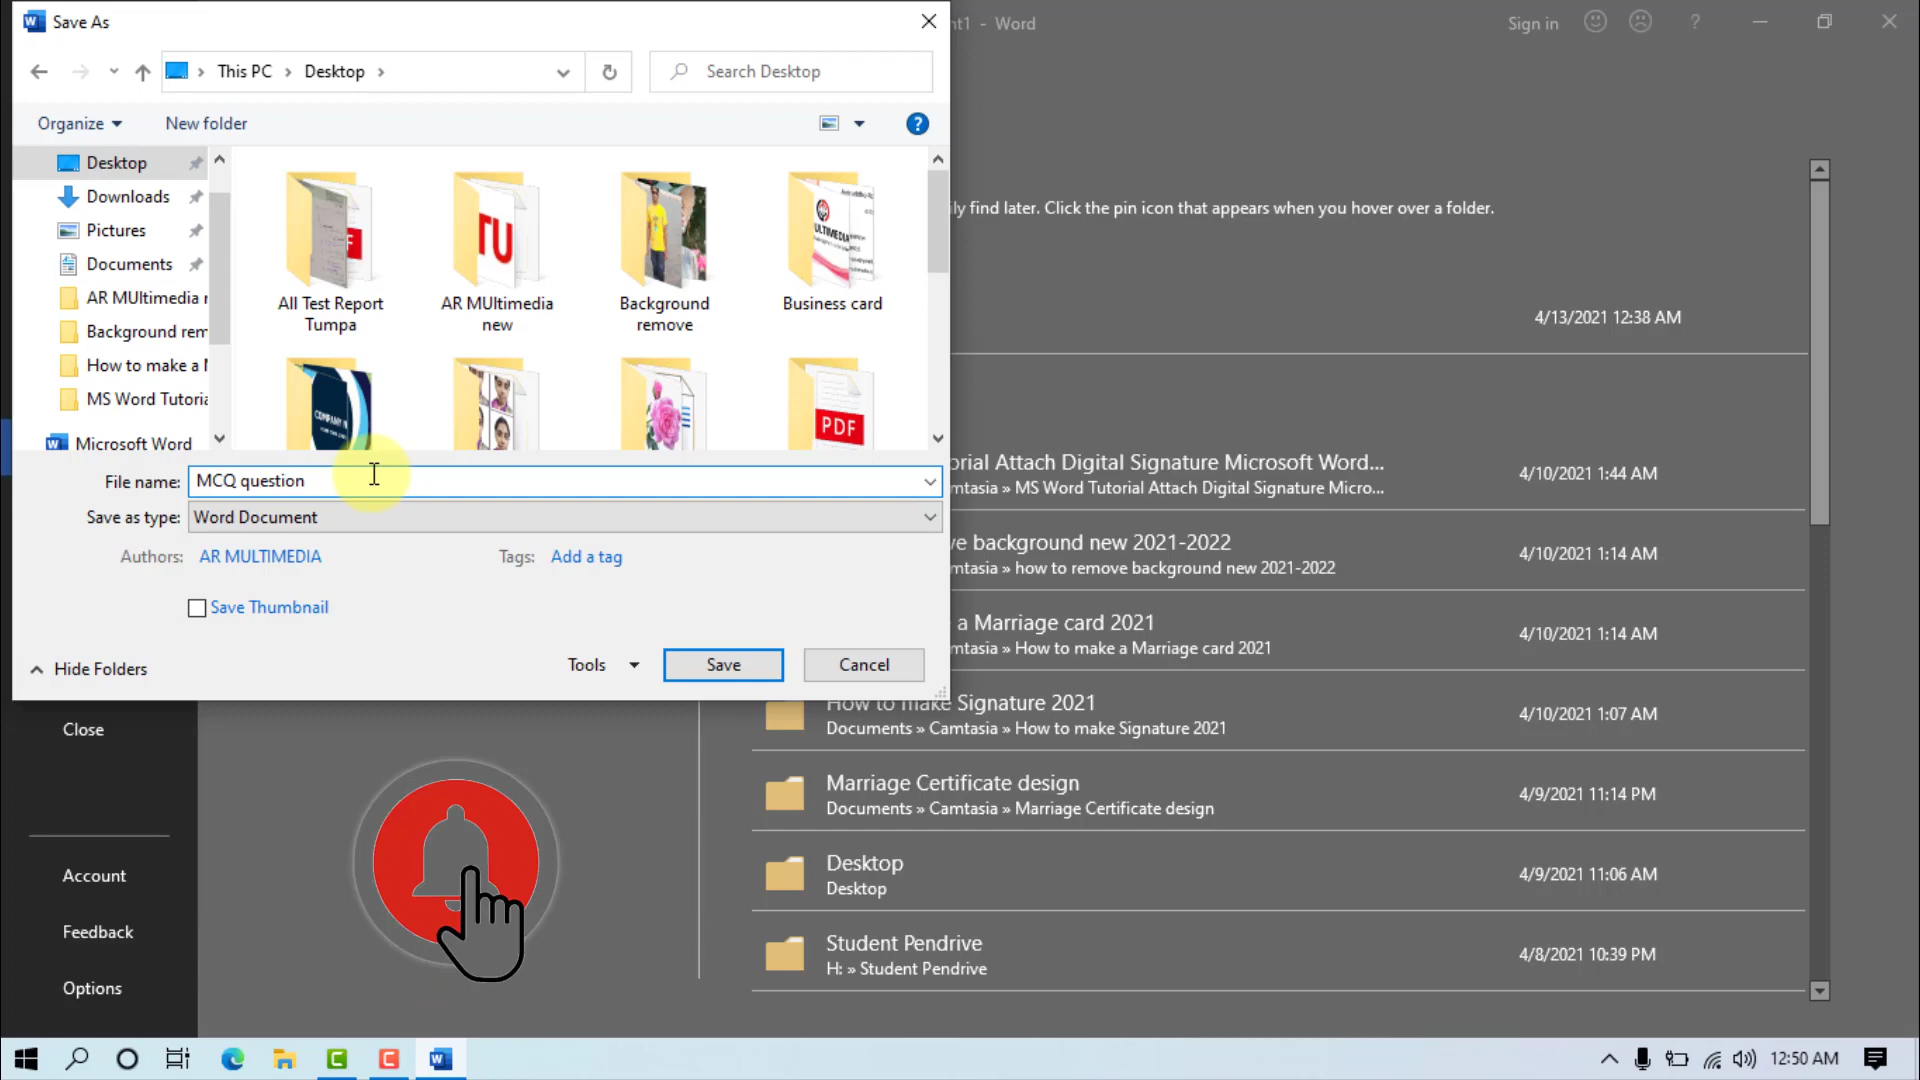 Save As
nt1 - Word
Sign in
This PC
Desktop
Search Desktop
Organize
New folder
Desktop
Downloads
Pictures
Documents
AR MUltimedia
Background rem
How to make a
MS Word Tutoria
Microsoft Word
All Test Report
Tumpa
AR MUltimedia
new
Background
remove
Business card
TU
COMPANY N
PDF
ily find later. Click the pin icon that appears when you hover over a folder.
4/13/2021 12:38 AM
File name: MCQ question
Save as type: Word Document
Authors: AR MULTIMEDIA
Tags: Add a tag
Save Thumbnail
Hide Folders
Tools
Save
Cancel
orial Attach Digital Signature Microsoft Word...
mtasia » MS Word Tutorial Attach Digital Signature Micro...
4/10/2021 1:44 AM
ve background new 2021-2022
mtasia » how to remove background new 2021-2022
4/10/2021 1:14 AM
a Marriage card 2021
mtasia » How to make a Marriage card 2021
4/10/2021 1:14 AM
How to make Signature 2021
Documents » Camtasia » How to make Signature 2021
4/10/2021 1:07 AM
Marriage Certificate design
Documents » Camtasia » Marriage Certificate design
4/9/2021 11:14 PM
Desktop
Desktop
4/9/2021 11:06 AM
Student Pendrive
H: » Student Pendrive
4/8/2021 10:39 PM
Close
Account
Feedback
Options
12:50 AM